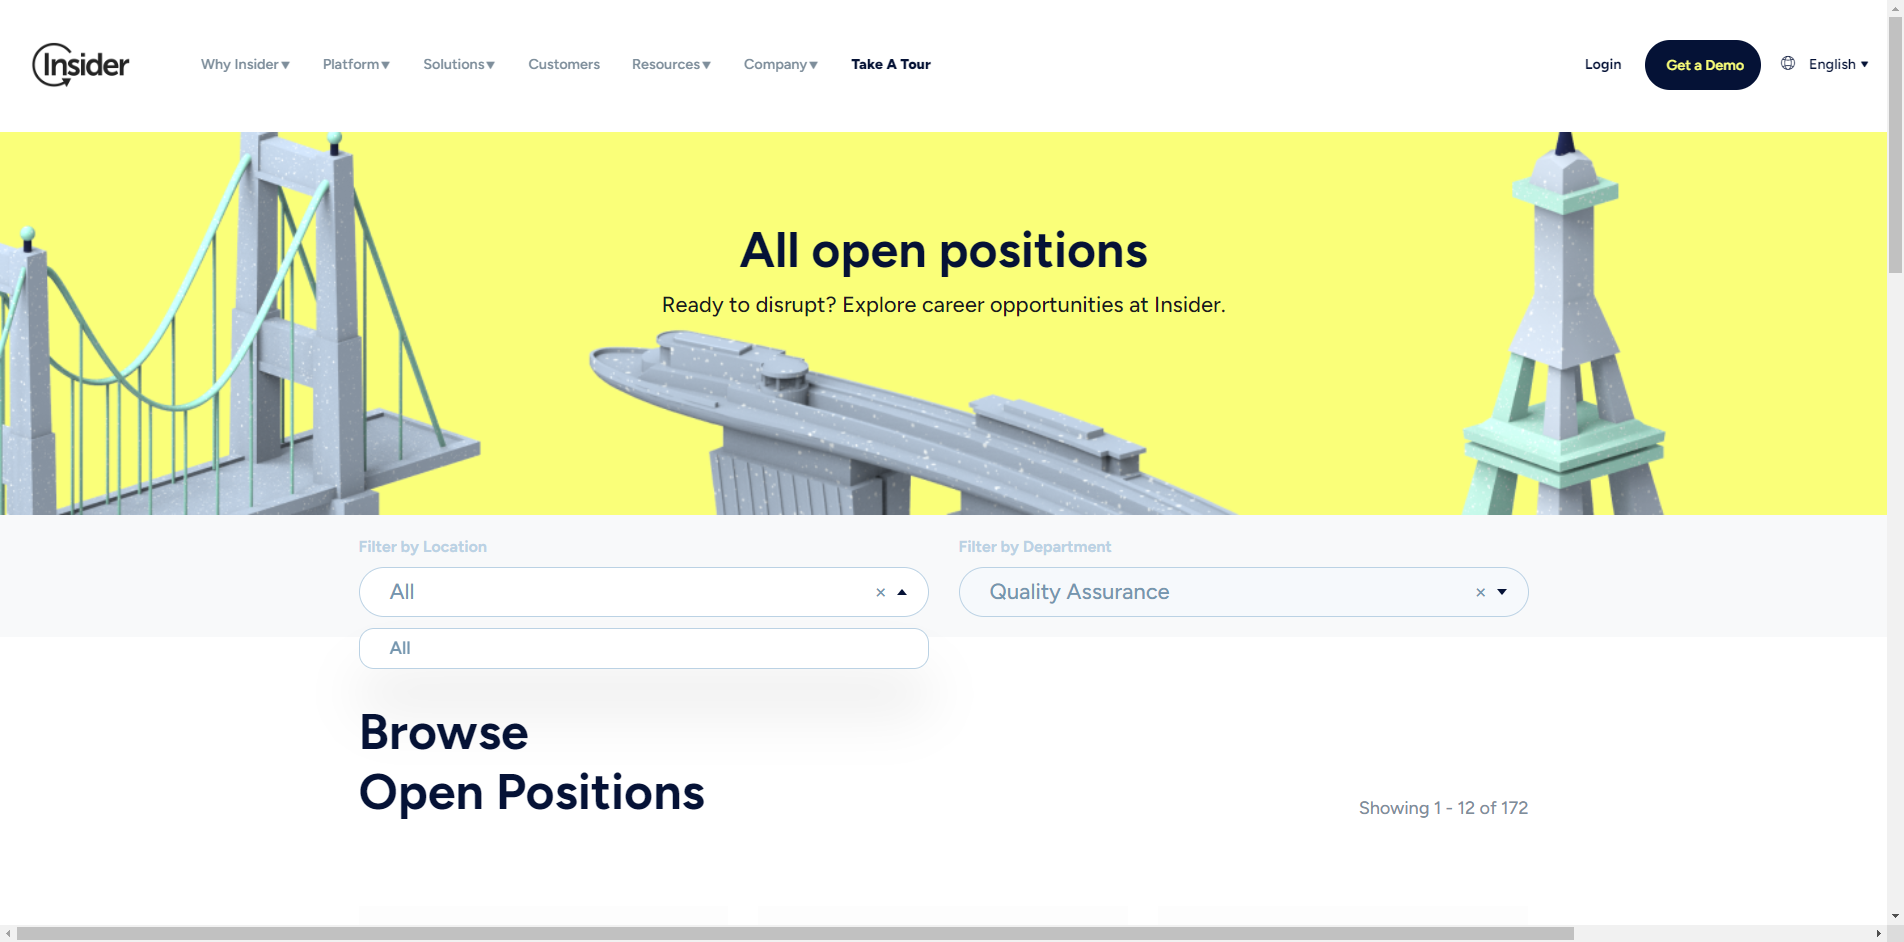 Insider
Why Insider
Platform
Solutions
Customers
Resources
Company
Take A Tour
Login
Get a Demo
English
All open positions
Ready to disrupt? Explore career opportunities at Insider.
Filter by Location
Filter by Department
All
×
Quality Assurance
×
All
Browse
Open Positions
Showing 1 - 12 of 172